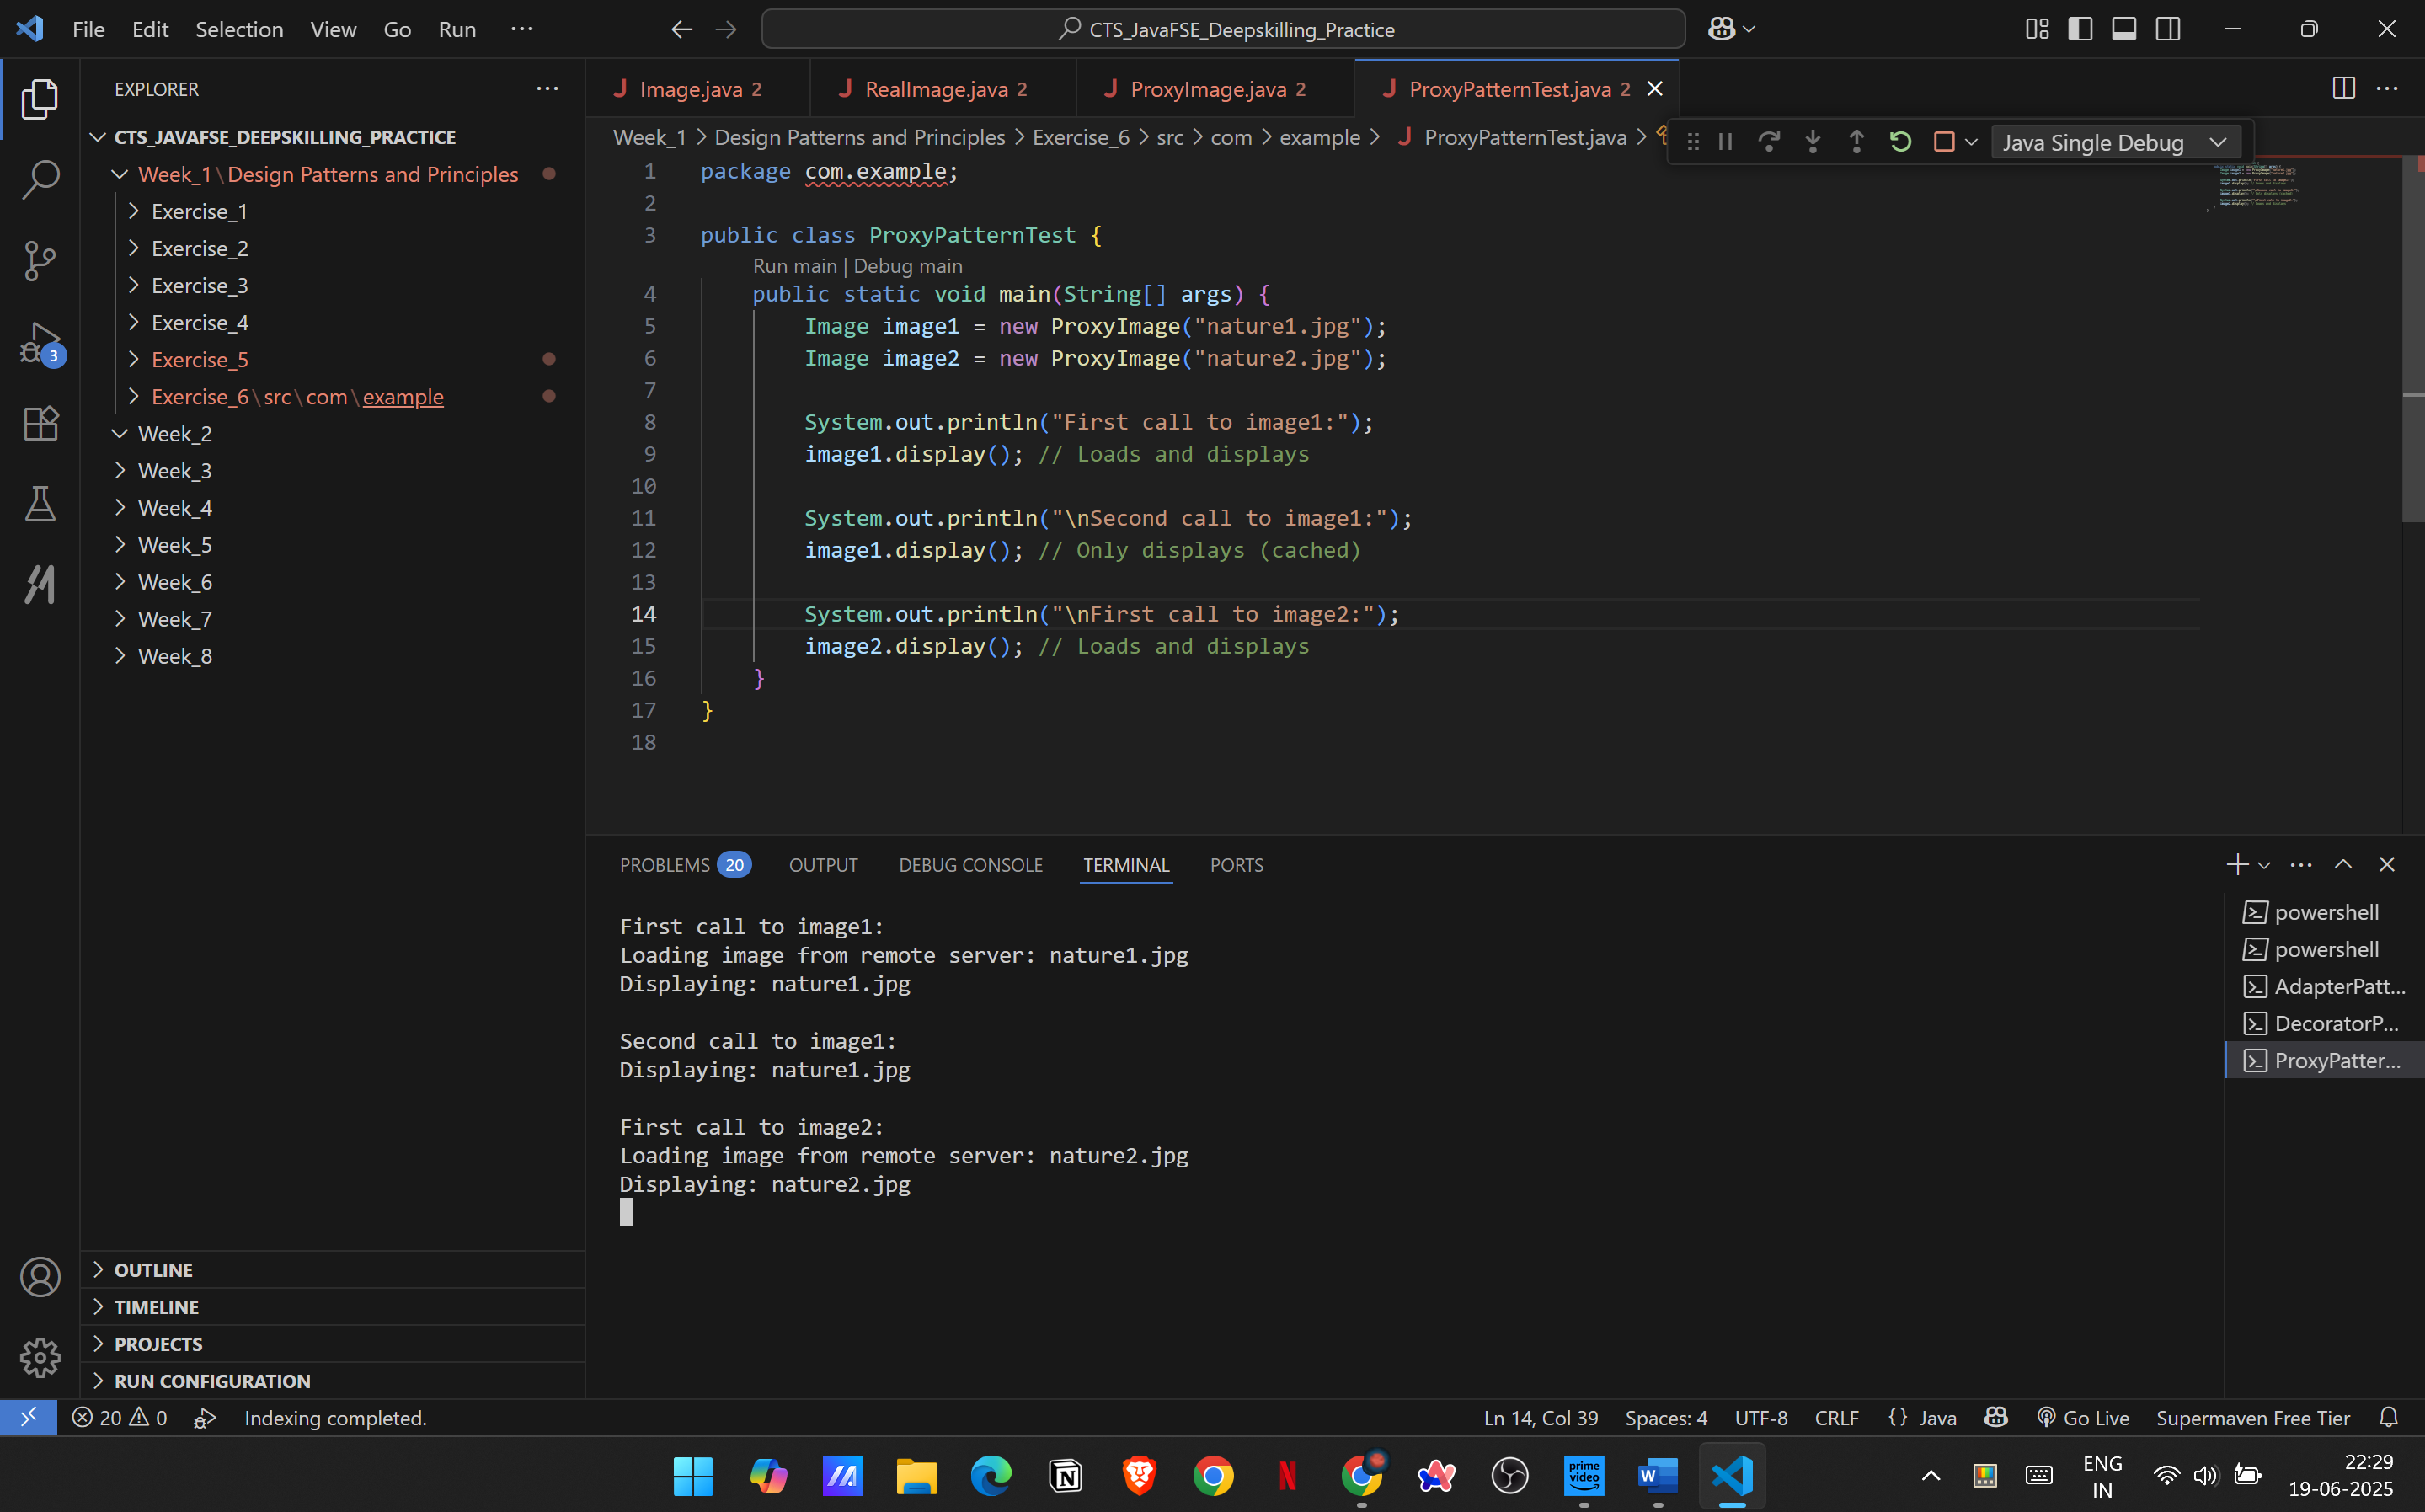 File Edit Selection View Go Run ···
CTS_JavaFSE_Deepskilling_Practice
EXPLORER
CTS_JAVAFSE_DEEPSKILLING_PRACTICE
Week_1\Design Patterns and Principles
Exercise_1
Exercise_2
Exercise_3
Exercise_4
Exercise_5
Exercise_6\src\com\example
Week_2
Week_3
Week_4
Week_5
Week_6
Week_7
Week_8
3
OUTLINE
TIMELINE
PROJECTS
RUN CONFIGURATION
Image.java 2 RealImage.java 2 ProxyImage.java 2 ProxyPatternTest.java 2
Week_1 > Design Patterns and Principles > Exercise_6 > src > com > example > ProxyPatternTest.java >
Java Single Debug
1 package com.example;
2
3 public class ProxyPatternTest {
Run main | Debug main
4 public static void main(String[] args) {
5 Image image1 = new ProxyImage("nature1.jpg");
6 Image image2 = new ProxyImage("nature2.jpg");
7
8 System.out.println("First call to image1:");
9 image1.display(); // Loads and displays
10
11 System.out.println("\nSecond call to image1:");
12 image1.display(); // Only displays (cached)
13
14 System.out.println("\nFirst call to image2:");
15 image2.display(); // Loads and displays
16 }
17 }
18
PROBLEMS 20 OUTPUT DEBUG CONSOLE TERMINAL PORTS
First call to image1:
Loading image from remote server: nature1.jpg
Displaying: nature1.jpg
Second call to image1:
Displaying: nature1.jpg
First call to image2:
Loading image from remote server: nature2.jpg
Displaying: nature2.jpg
powershell
powershell
AdapterPatt...
DecoratorP...
ProxyPatter...
20 0 Indexing completed. Ln 14, Col 39 Spaces: 4 UTF-8 CRLF {} Java Go Live Supermaven Free Tier
prime video
ENG
IN
22:29
19-06-2025